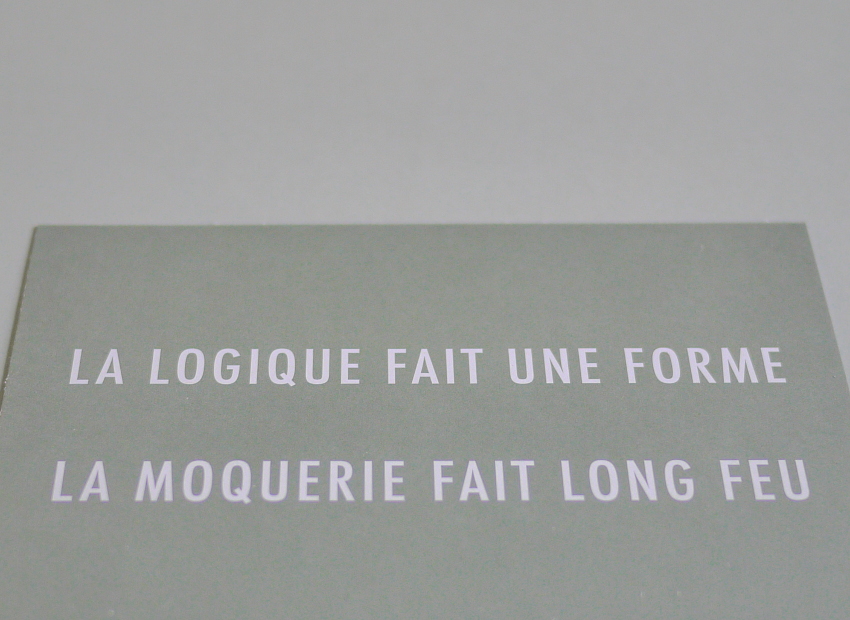 LA LOGIQUE FAIT UNE FORME
LA MOQUERIE FAIT LONG FEU